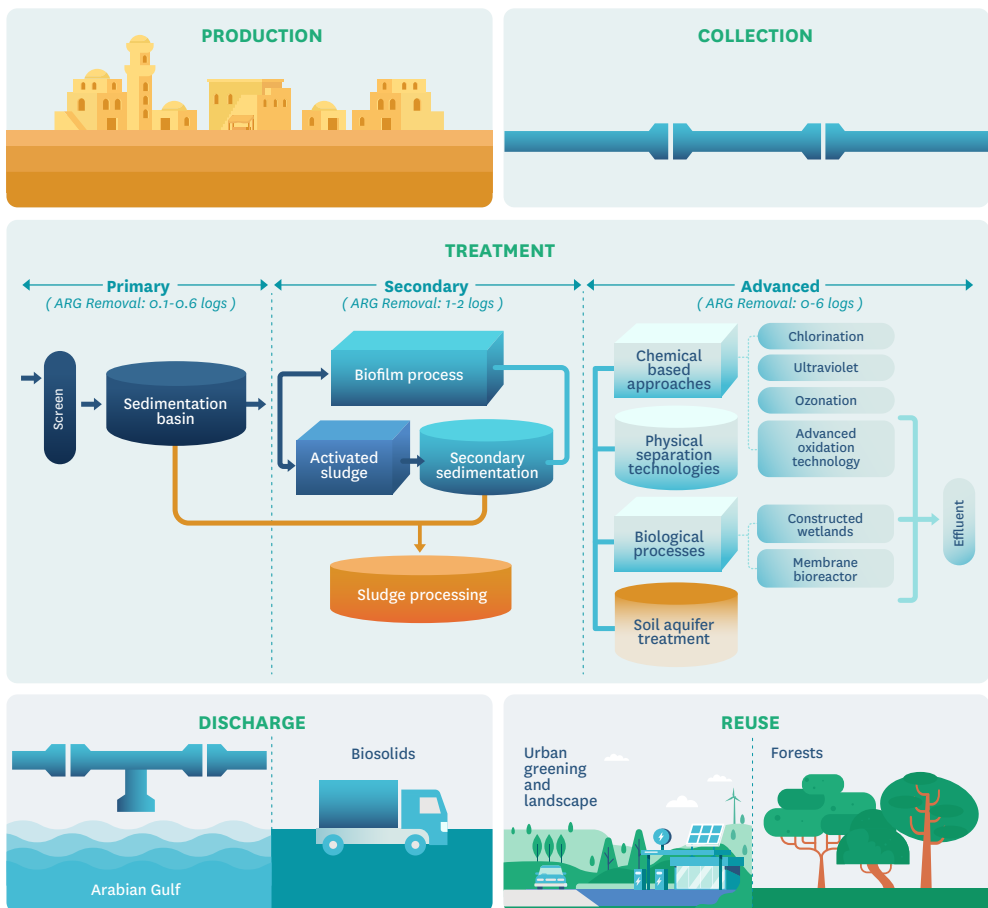 PRODUCTION
COLLECTION
TREATMENT
Primary
( ARG Removal: 0.1-0.6 logs )
Secondary
( ARG Removal: 1-2 logs )
Advanced
( ARG Removal: 0-6 logs )
Screen
Sedimentation
basin
Biofilm process
Activated
sludge
Secondary
sedimentation
Sludge processing
Chemical
based
approaches
Chlorination
Ultraviolet
Ozonation
Advanced
oxidation
technology
Physical
separation
technologies
Biological
processes
Constructed
wetlands
Membrane
bioreactor
Soil aquifer
treatment
Effluent
DISCHARGE
Arabian Gulf
Biosolids
REUSE
Urban
greening
and
landscape
Forests